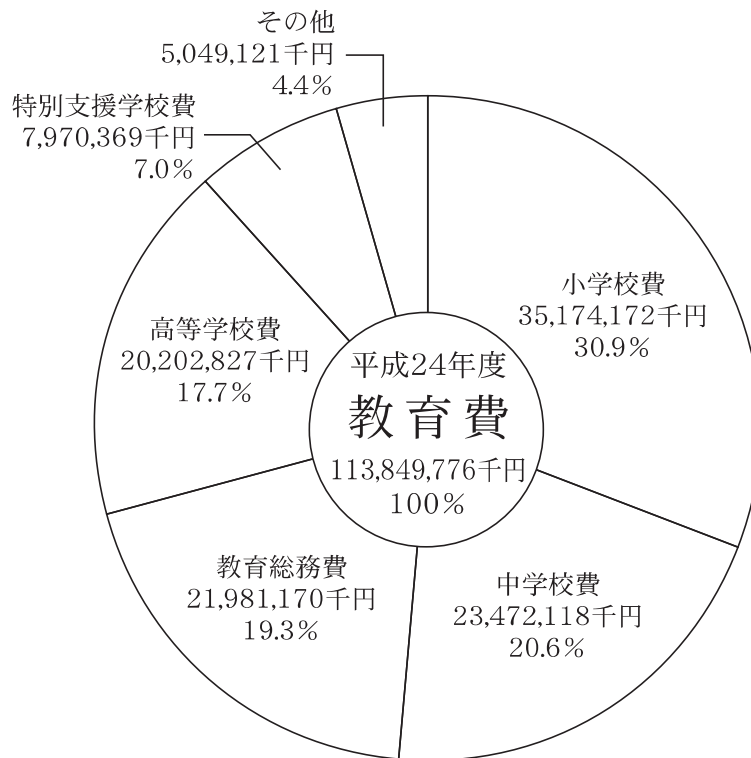 その他
5,049,121千円
4.4%
特別支援学校費
7,970,369千円
7.0%
小学校費
35,174,172千円
30.9%
高等学校費
20,202,827千円
17.7%
平成24年度
教育費
113,849,776千円
100%
教育総務費
21,981,170千円
19.3%
中学校費
23,472,118千円
20.6%